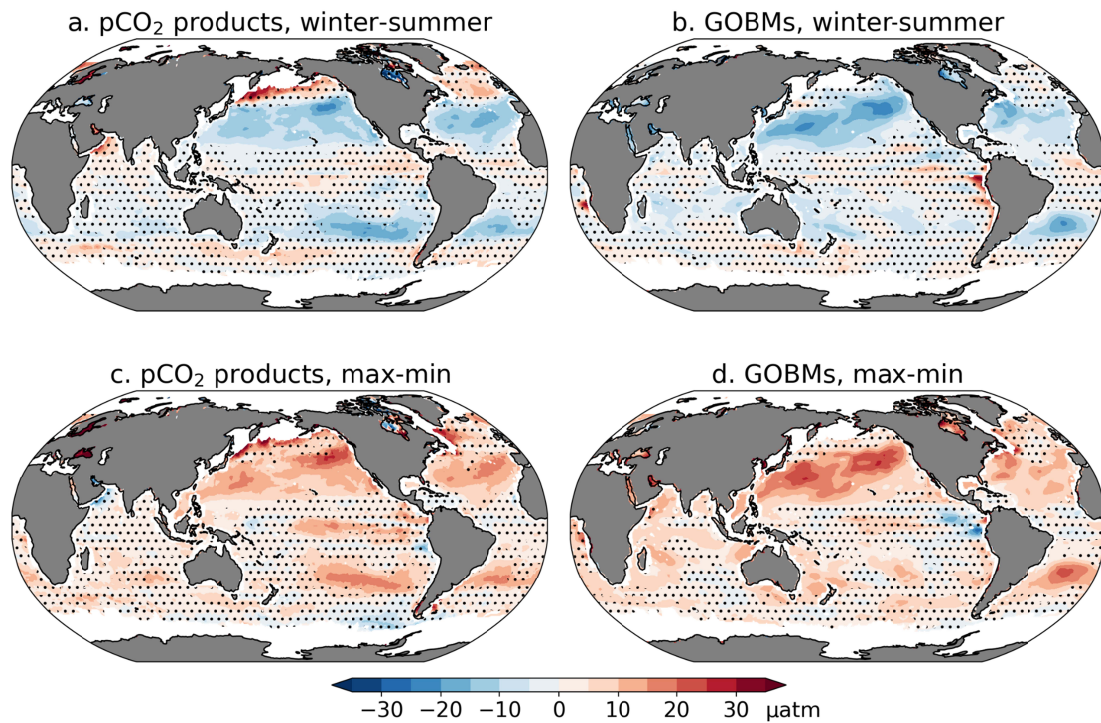 a. pCO₂ products, winter-summer
b. GOBMs, winter-summer
c. pCO₂ products, max-min
d. GOBMs, max-min
−30 −20 −10 0 10 20 30 μatm